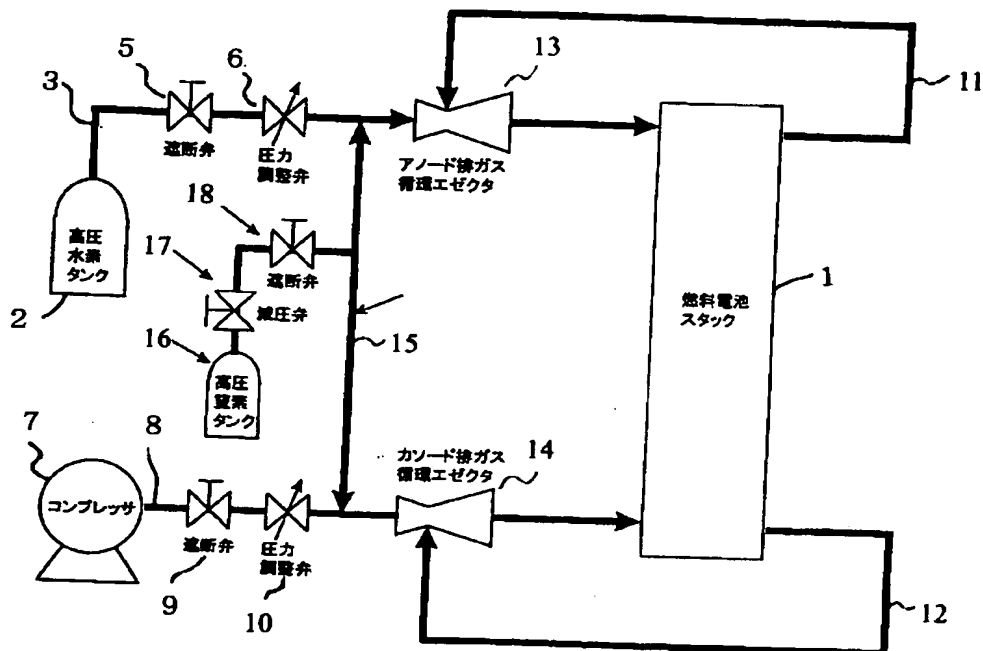 5
6
3
13
11
遮断弁
圧力
調整弁
アノード排ガス
循環エゼクタ
18
高圧
水素
タンク
17
遮断弁
1
2
減圧弁
燃料電池
スタック
16
15
高圧
窒素
タンク
7
8
カソード排ガス
循環エゼクタ
14
コンプレッサ
遮断弁
圧力
調整弁
9
10
12